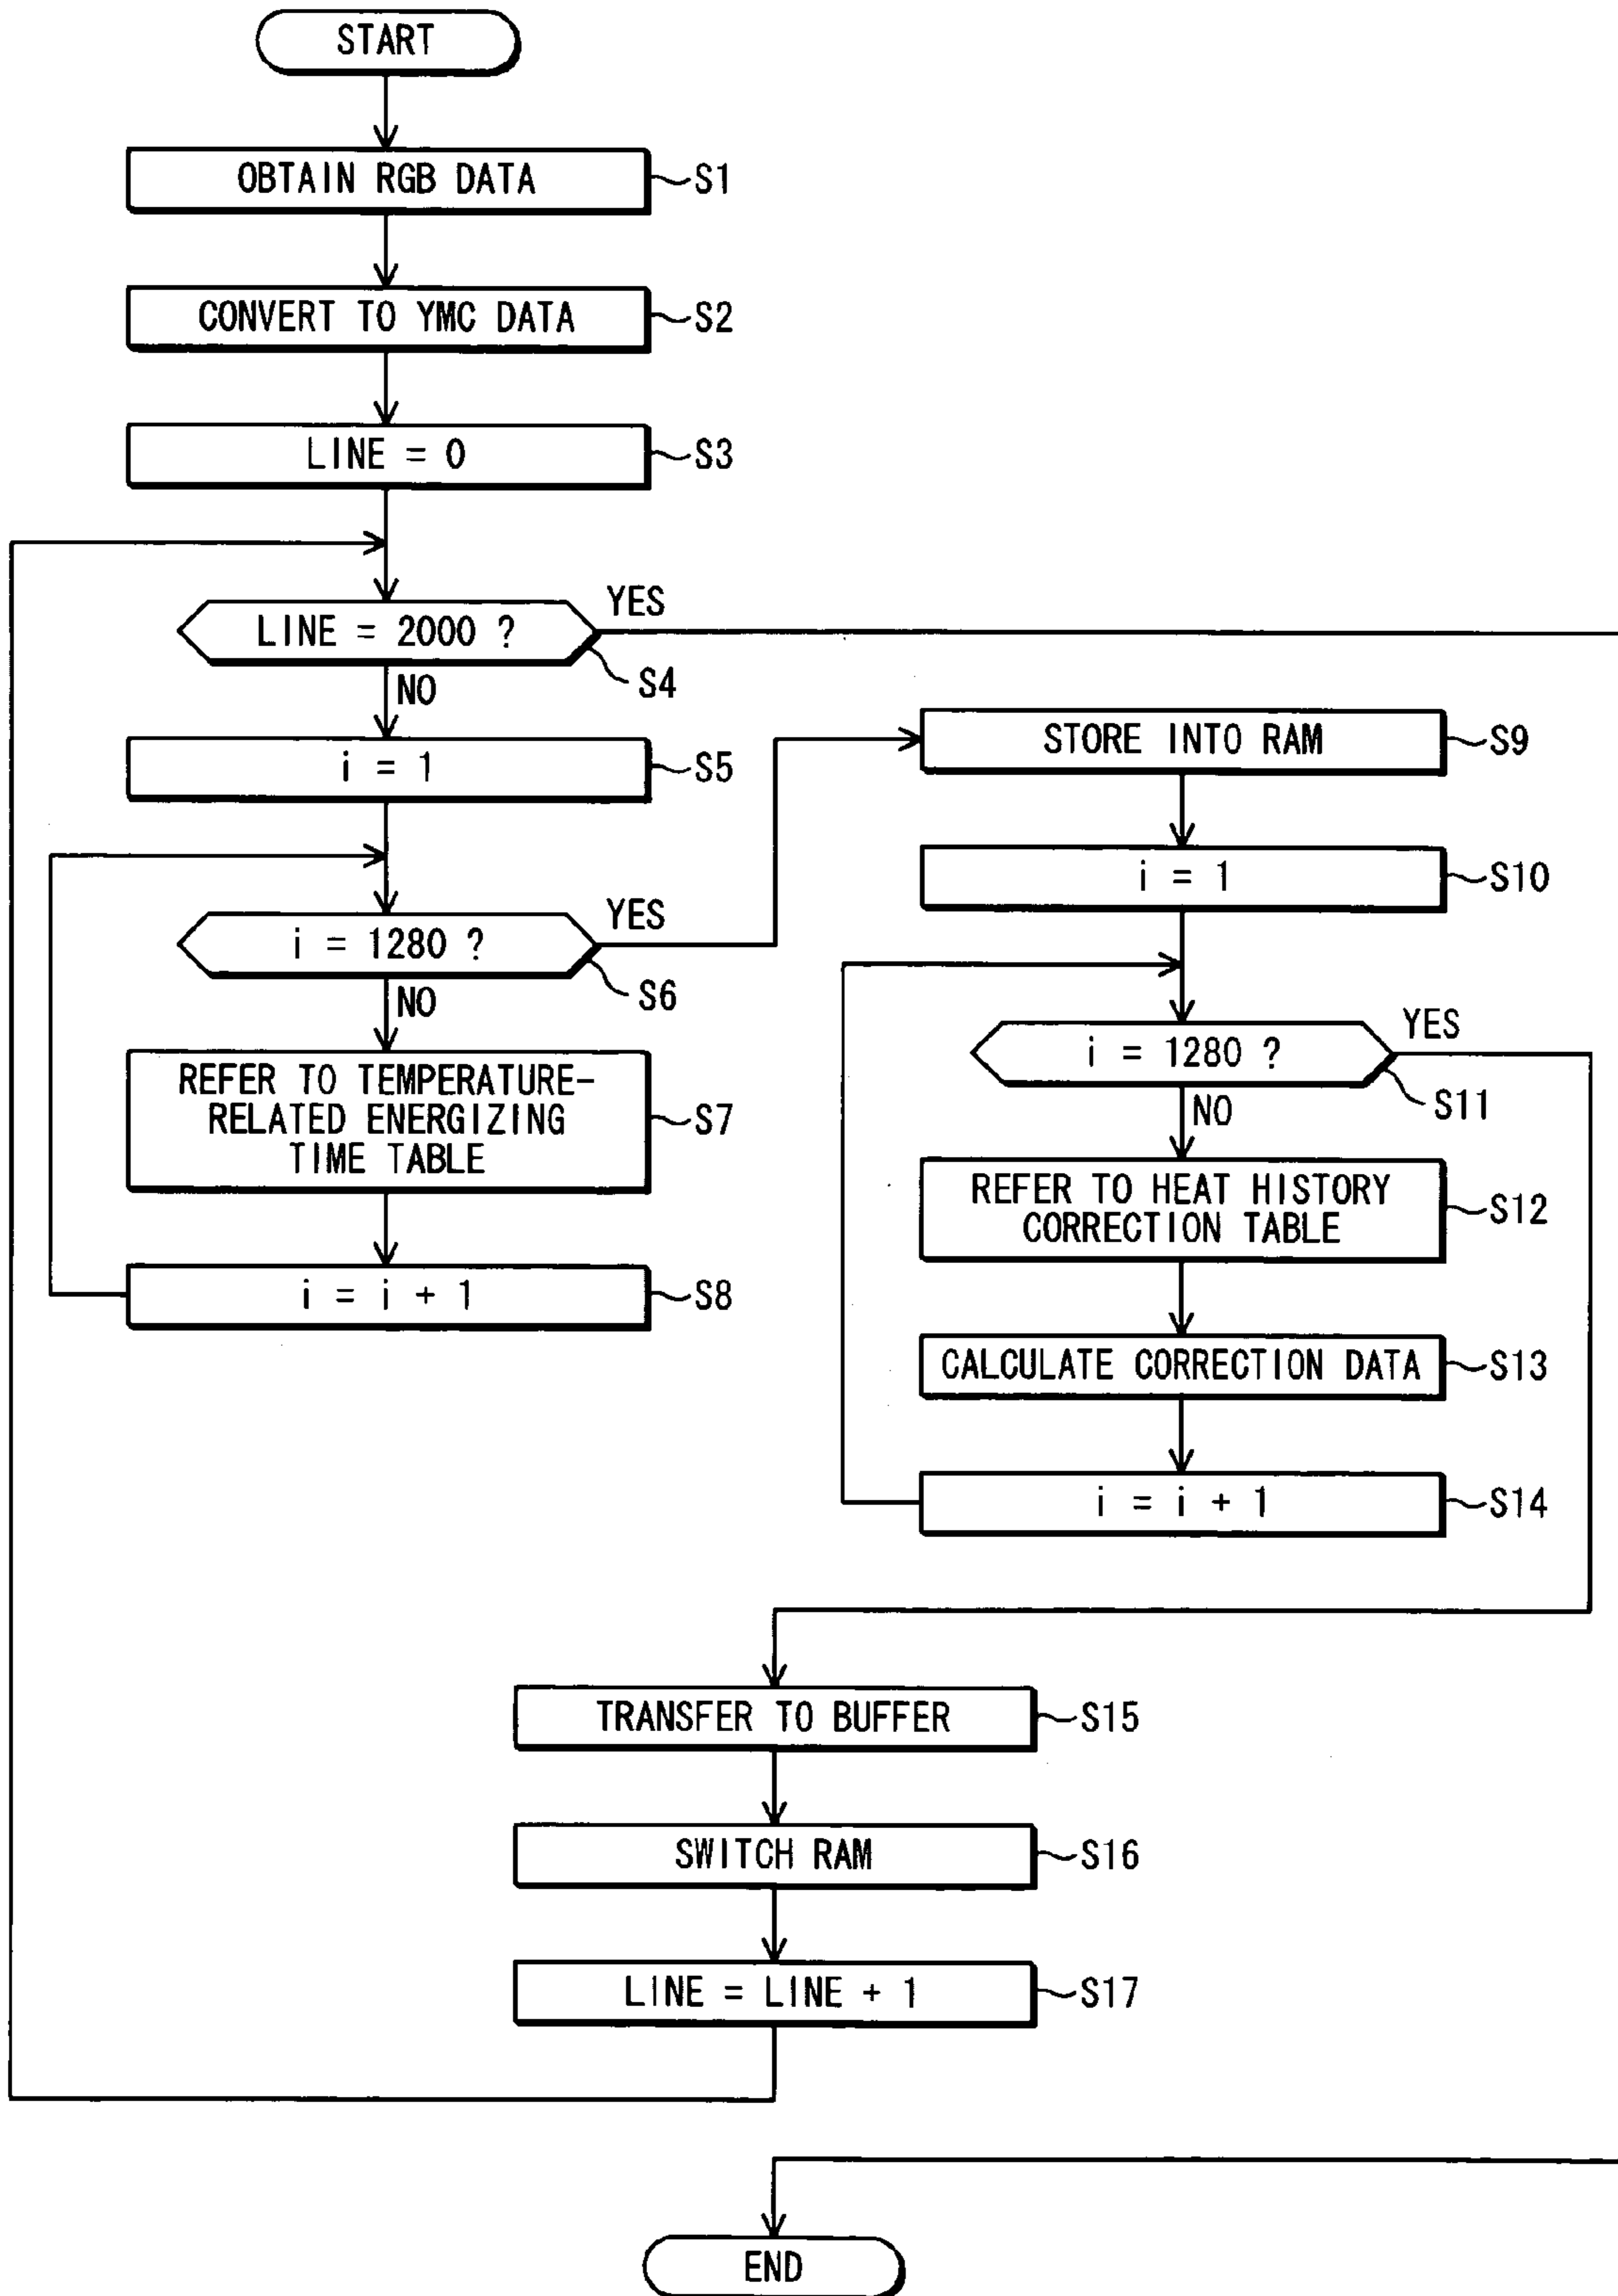 START
OBTAIN RGB DATA
S1
CONVERT TO YMC DATA
S2
LINE = 0
S3
LINE = 2000 ?
YES
S4
NO
i = 1
S5
i = 1280 ?
YES
S6
NO
REFER TO TEMPERATURE-
RELATED ENERGIZING
TIME TABLE
S7
i = i + 1
S8
STORE INTO RAM
S9
i = 1
S10
i = 1280 ?
YES
S11
NO
REFER TO HEAT HISTORY
CORRECTION TABLE
S12
CALCULATE CORRECTION DATA
S13
i = i + 1
S14
TRANSFER TO BUFFER
S15
SWITCH RAM
S16
LINE = LINE + 1
S17
END